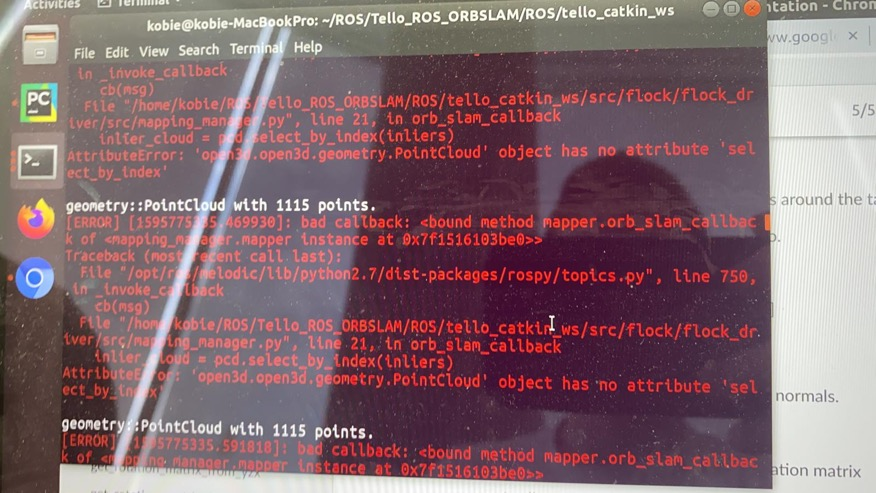 Activities
Terminal
ntation - Chron
kobie@kobie-MacBookPro: ~/ROS/Tello_ROS_ORBSLAM/ROS/tello_catkin_ws
ww.googl
File Edit View Search Terminal Help
in _invoke_callback
cb(msg)
PC
File "/home/kobie/ROS/Tello_ROS_ORBSLAM/ROS/tello_catkin_ws/src/flock/flock_dr
iver/src/mapping_manager.py", line 21, in orb_slam_callback
5/5
inlier_cloud = pcd.select_by_index(inliers)
AttributeError: 'open3d.open3d.geometry.PointCloud' object has no attribute 'sel
ect_by_index'
geometry::PointCloud with 1115 points.
s around the ta
[ERROR] [1595775335.469930]: bad callback: <bound method mapper.orb_slam_callbac
k of <mapping_manager.mapper instance at 0x7f1516103be0>>
Traceback (most recent call last):
File "/opt/ros/melodic/lib/python2.7/dist-packages/rospy/topics.py", line 750,
in _invoke_callback
cb(msg)
File "/home/kobie/ROS/Tello_ROS_ORBSLAM/ROS/tello_catkin_ws/src/flock/flock_dr
iver/src/mapping_manager.py", line 21, in orb_slam_callback
inlier_cloud = pcd.select_by_index(inliers)
AttributeError: 'open3d.open3d.geometry.PointCloud' object has no attribute 'sel
ect_by_index'
normals.
geometry::PointCloud with 1115 points.
[ERROR] [1595775335.591818]: bad callback: <bound method mapper.orb_slam_callbac
k of <mapping_manager.mapper instance at 0x7f1516103be0>>
ation matrix